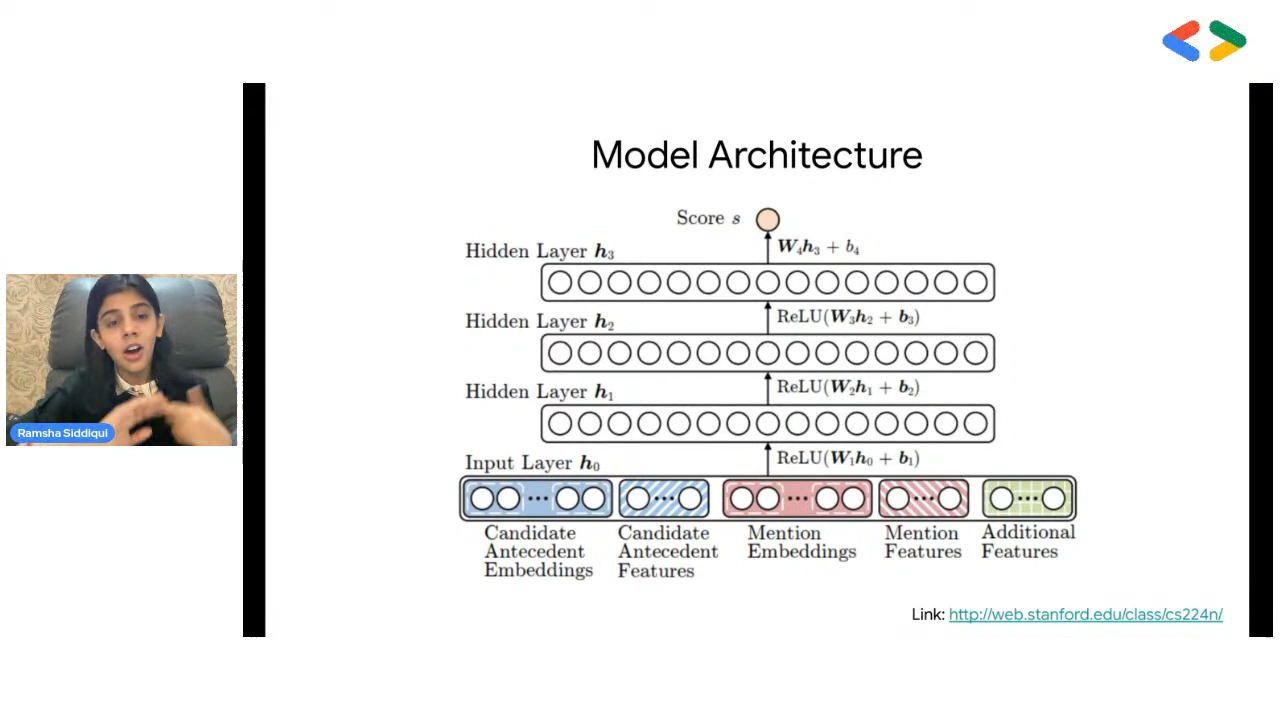 Model Architecture
Score s
W₄h₃ + b₄
Hidden Layer h₃
ReLU(W₃h₂ + b₃)
Hidden Layer h₂
ReLU(W₂h₁ + b₂)
Hidden Layer h₁
ReLU(W₁h₀ + b₁)
Input Layer h₀
Candidate
Antecedent
Embeddings
Candidate
Antecedent
Features
Mention
Embeddings
Mention
Features
Additional
Features
Link: http://web.stanford.edu/class/cs224n/
Ramsha Siddiqui